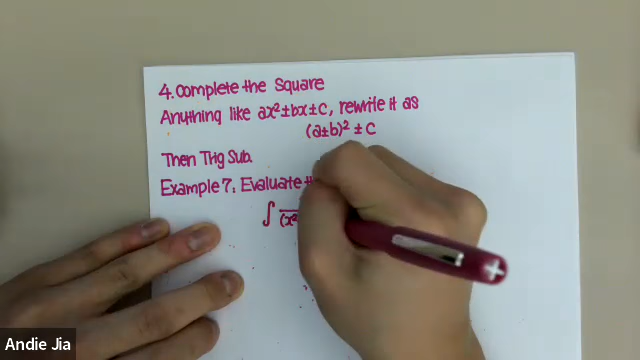 4. Complete the Square
Anything like ax² ± bx ± c, rewrite it as
(a±b)² ± c
Then Trig Sub.
Example 7: Evaluate
∫ (x²
Andie Jia